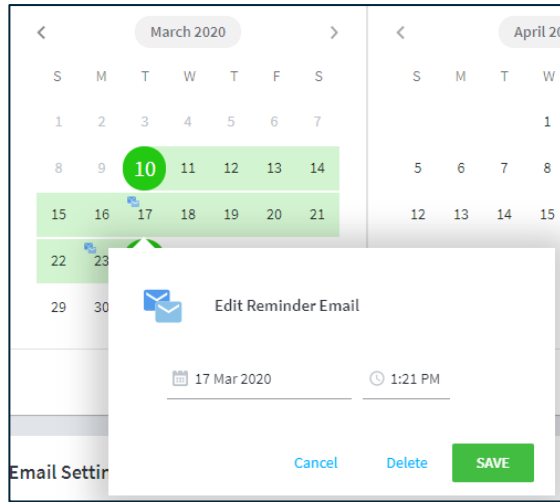 March 2020
April 20
S M T W T F S
S M T W
1 2 3 4 5 6 7
1
8 9 10 11 12 13 14
5 6 7 8
15 16 17 18 19 20 21
12 13 14 15
22 23
29 30
Edit Reminder Email
17 Mar 2020
1:21 PM
Cancel
Delete
SAVE
Email Settin